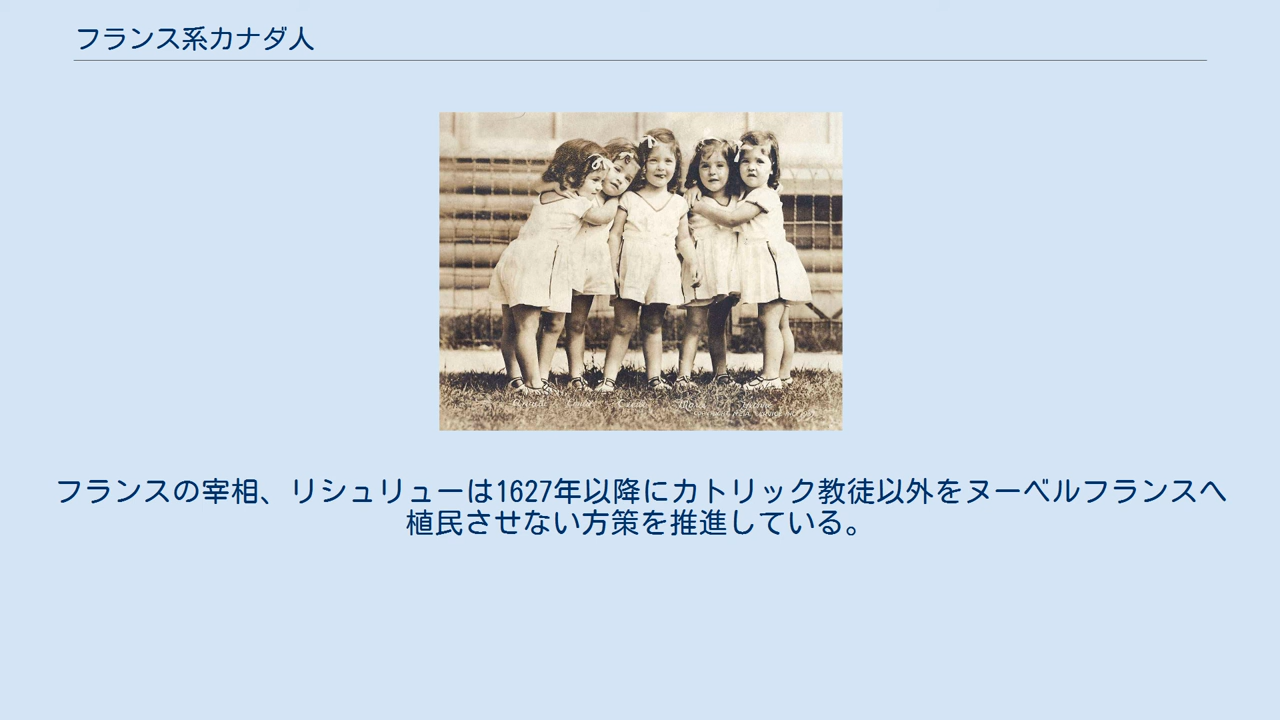 フランス系カナダ人
フランスの宰相、リシュリューは1627年以降にカトリック教徒以外をヌーベルフランスへ
植民させない方策を推進している。